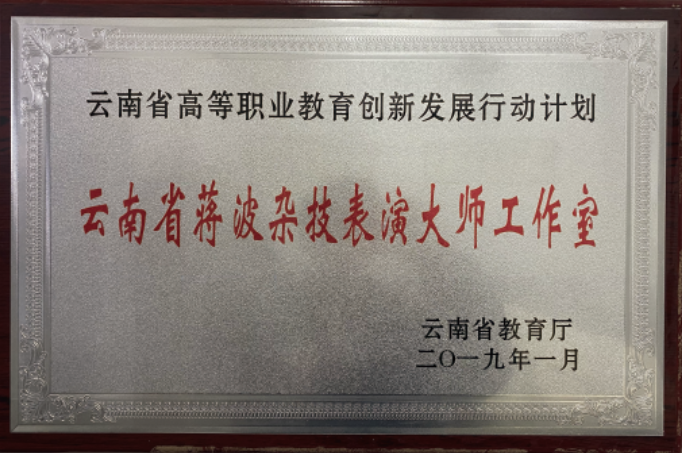 云南省高等职业教育创新发展行动计划
云南省蒋波杂技表演大师工作室
云南省教育厅
二〇一九年一月